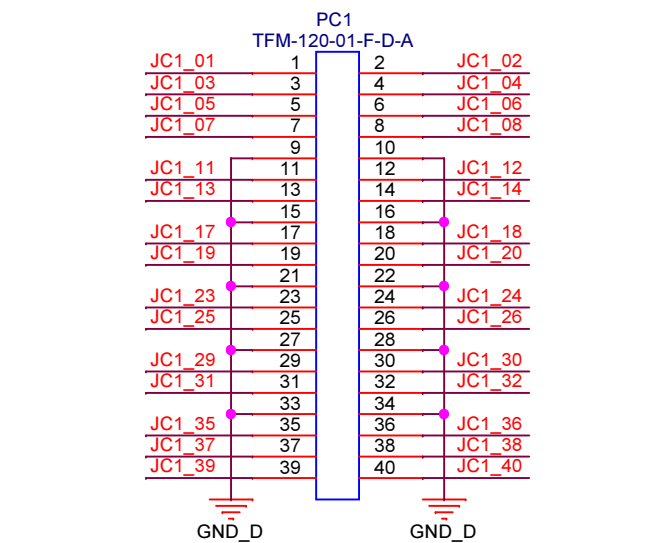 PC1
TFM-120-01-F-D-A
JC1_01 1 2 JC1_02
JC1_03 3 4 JC1_04
JC1_05 5 6 JC1_06
JC1_07 7 8 JC1_08
9 10
JC1_11 11 12 JC1_12
JC1_13 13 14 JC1_14
15 16
JC1_17 17 18 JC1_18
JC1_19 19 20 JC1_20
21 22
JC1_23 23 24 JC1_24
JC1_25 25 26 JC1_26
27 28
JC1_29 29 30 JC1_30
JC1_31 31 32 JC1_32
33 34
JC1_35 35 36 JC1_36
JC1_37 37 38 JC1_38
JC1_39 39 40 JC1_40
GND_D GND_D